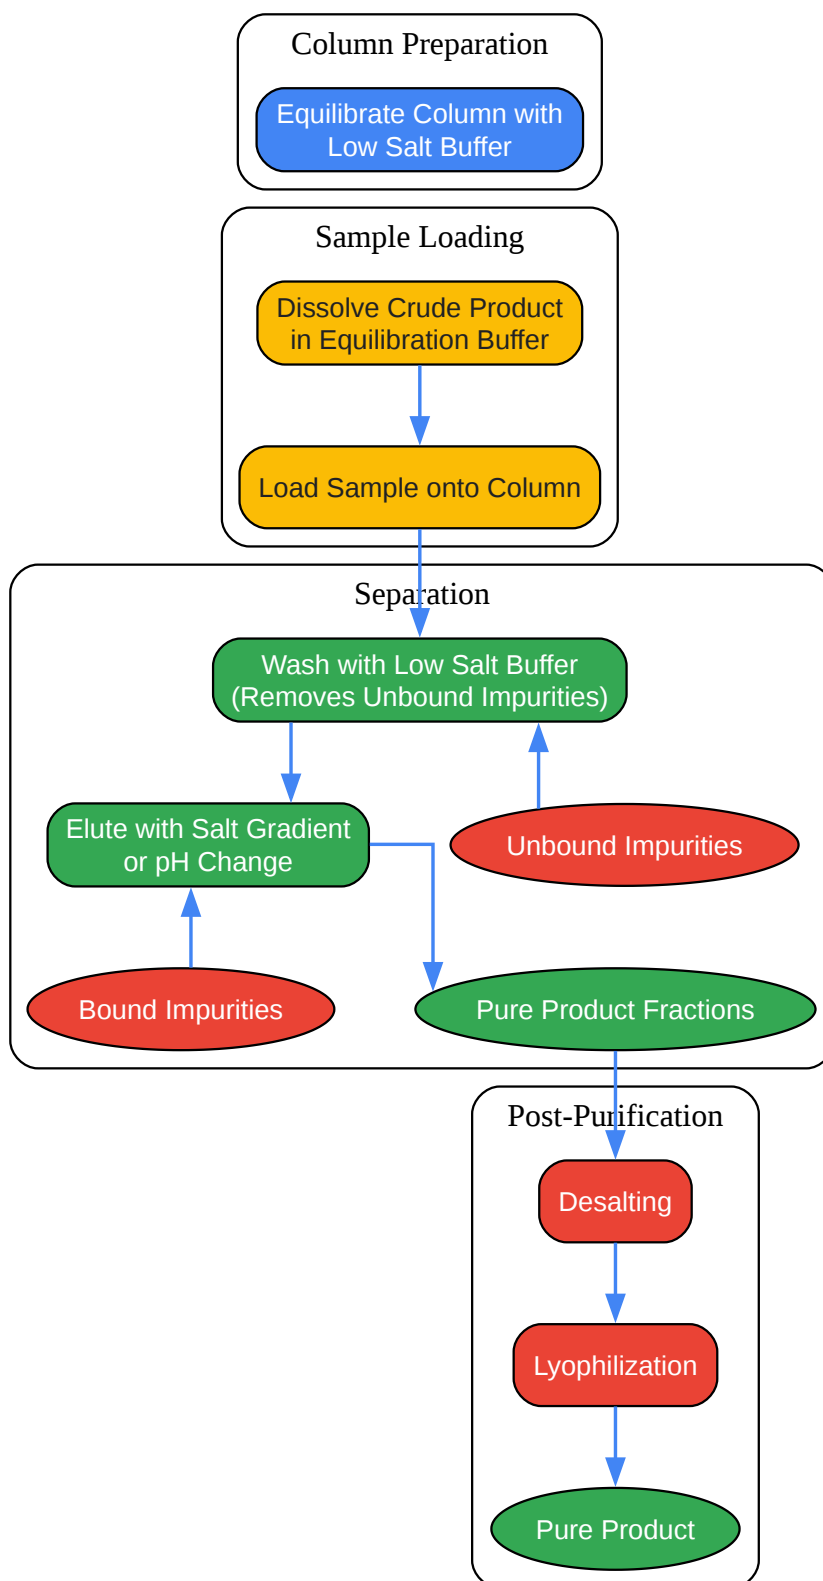 Column Preparation
Equilibrate Column with
Low Salt Buffer
Sample Loading
Dissolve Crude Product
in Equilibration Buffer
Load Sample onto Column
Separation
Wash with Low Salt Buffer
(Removes Unbound Impurities)
Elute with Salt Gradient
or pH Change
Unbound Impurities
Bound Impurities
Pure Product Fractions
Post-Purification
Desalting
Lyophilization
Pure Product